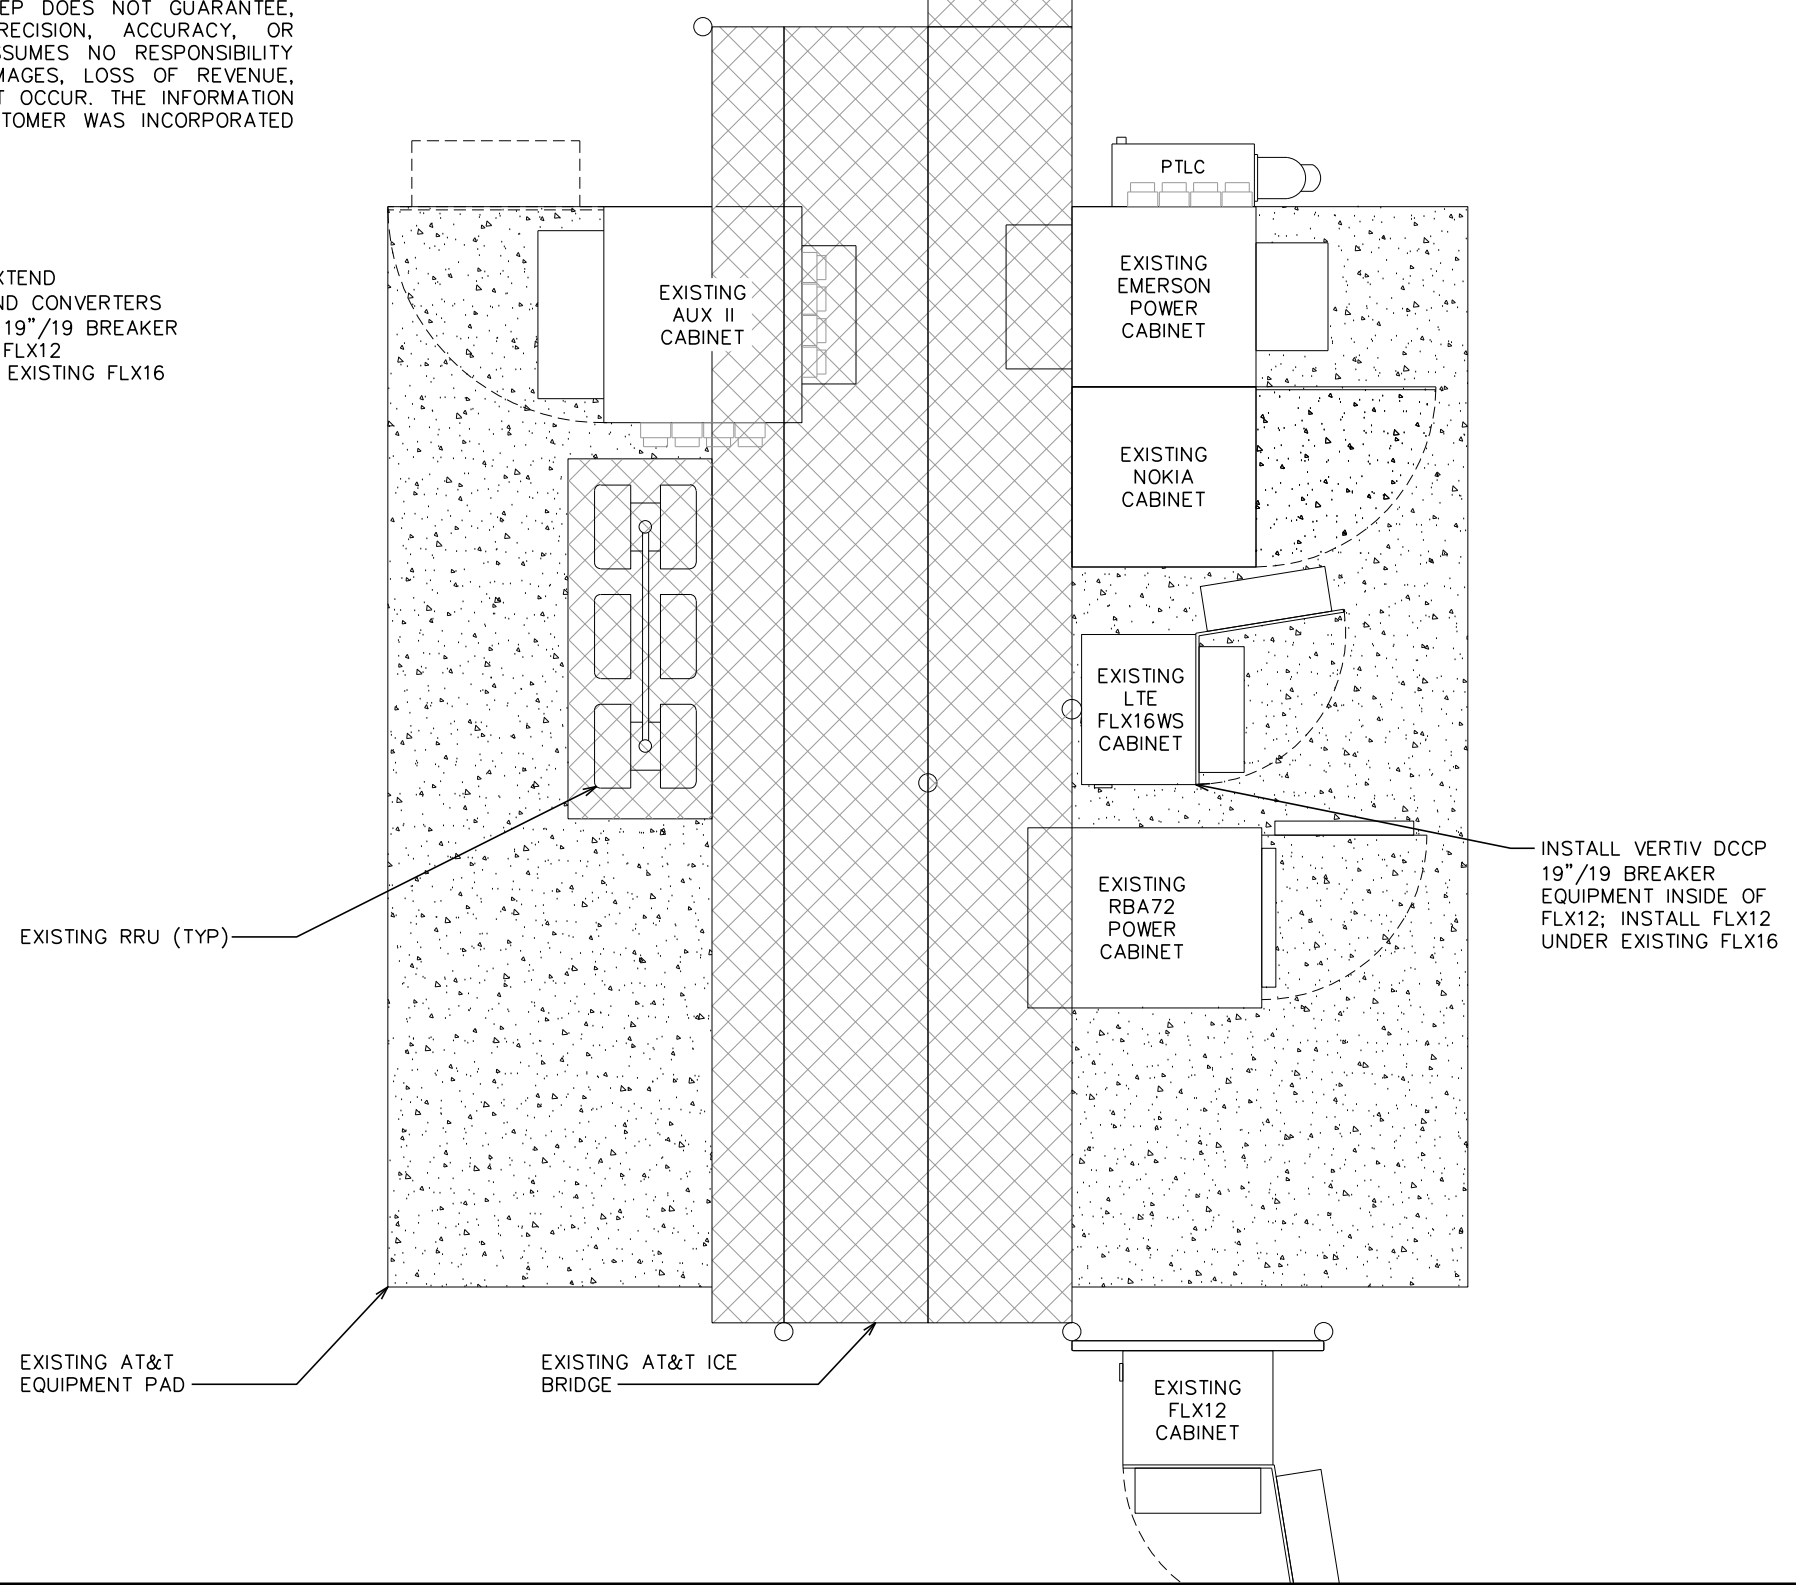 EP DOES NOT GUARANTEE,
RECISION, ACCURACY, OR
SSUMES NO RESPONSIBILITY
MAGES, LOSS OF REVENUE,
T OCCUR. THE INFORMATION
TOMER WAS INCORPORATED
XTEND
ND CONVERTERS
19"/19 BREAKER
FLX12
EXISTING FLX16
PTLC
EXISTING
AUX II
CABINET
EXISTING
EMERSON
POWER
CABINET
EXISTING
NOKIA
CABINET
EXISTING
LTE
FLX16WS
CABINET
EXISTING
RBA72
POWER
CABINET
INSTALL VERTIV DCCP
19"/19 BREAKER
EQUIPMENT INSIDE OF
FLX12; INSTALL FLX12
UNDER EXISTING FLX16
EXISTING RRU (TYP)
EXISTING AT&T
EQUIPMENT PAD
EXISTING AT&T ICE
BRIDGE
EXISTING
FLX12
CABINET